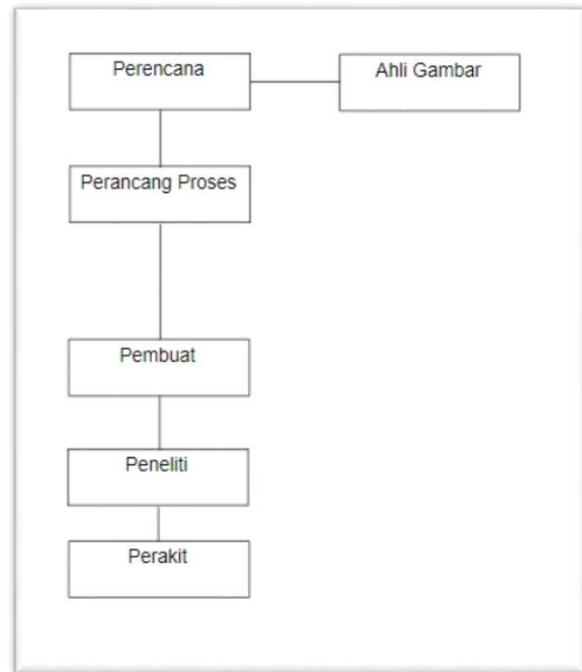 Perencana
Ahli Gambar
Perancang Proses
Pembuat
Peneliti
Perakit